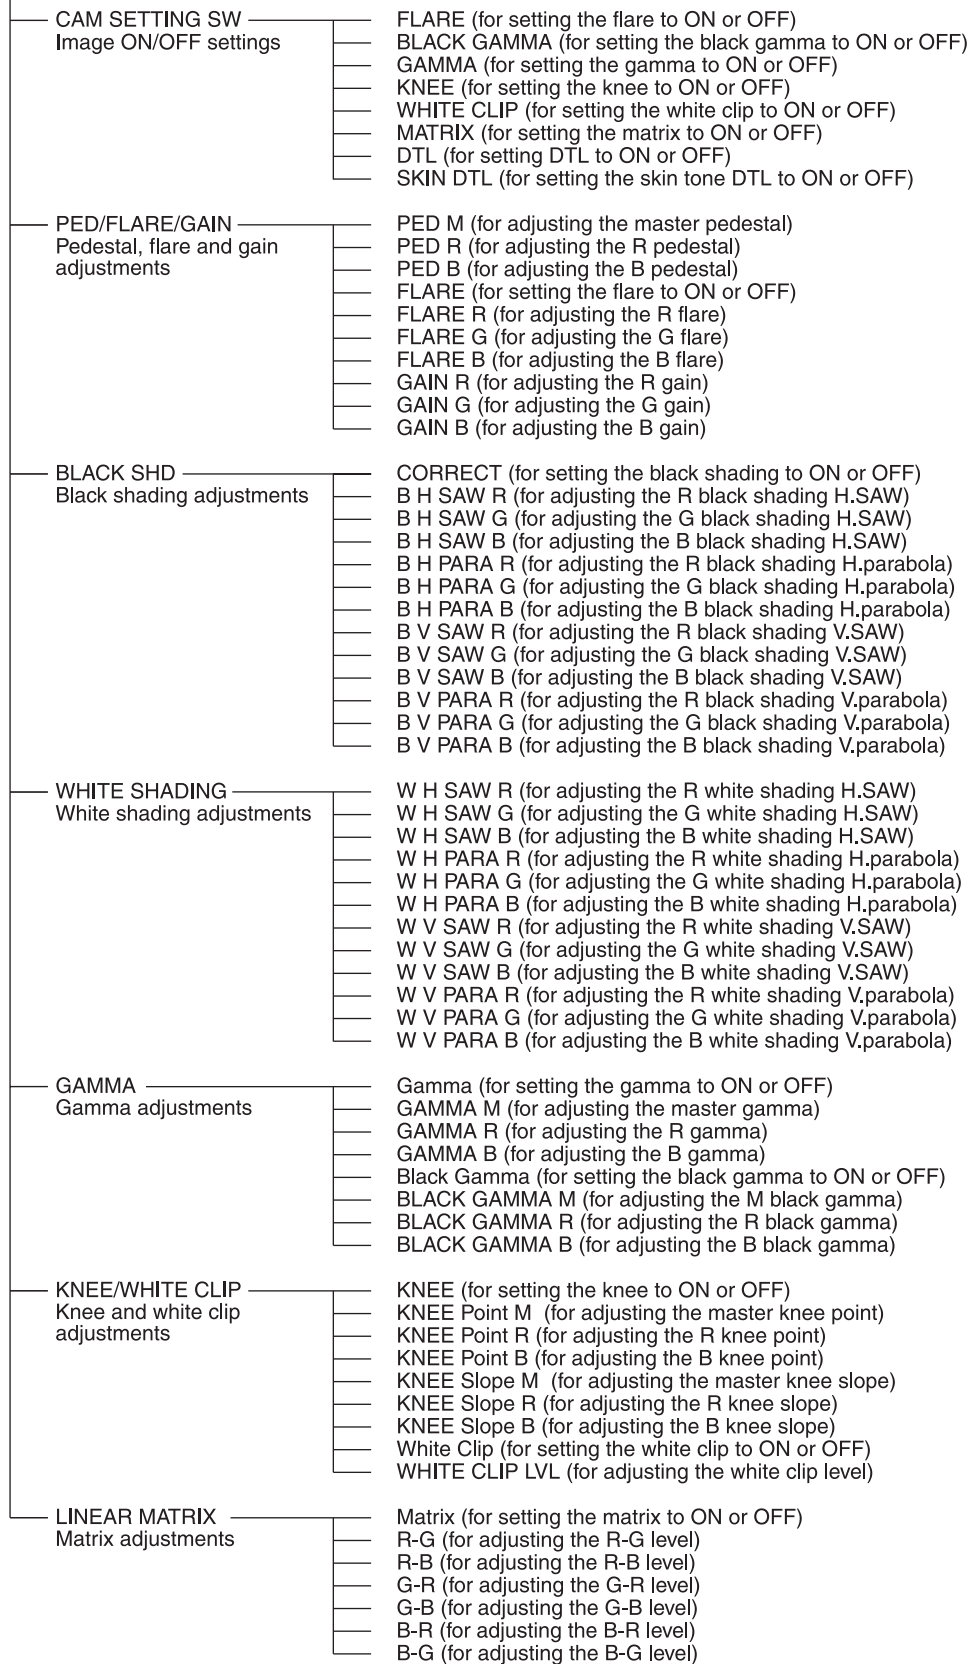 CAM SETTING SW
Image ON/OFF settings
FLARE (for setting the flare to ON or OFF)
BLACK GAMMA (for setting the black gamma to ON or OFF)
GAMMA (for setting the gamma to ON or OFF)
KNEE (for setting the knee to ON or OFF)
WHITE CLIP (for setting the white clip to ON or OFF)
MATRIX (for setting the matrix to ON or OFF)
DTL (for setting DTL to ON or OFF)
SKIN DTL (for setting the skin tone DTL to ON or OFF)
PED/FLARE/GAIN
Pedestal, flare and gain
adjustments
PED M (for adjusting the master pedestal)
PED R (for adjusting the R pedestal)
PED B (for adjusting the B pedestal)
FLARE (for setting the flare to ON or OFF)
FLARE R (for adjusting the R flare)
FLARE G (for adjusting the G flare)
FLARE B (for adjusting the B flare)
GAIN R (for adjusting the R gain)
GAIN G (for adjusting the G gain)
GAIN B (for adjusting the B gain)
BLACK SHD
Black shading adjustments
CORRECT (for setting the black shading to ON or OFF)
B H SAW R (for adjusting the R black shading H.SAW)
B H SAW G (for adjusting the G black shading H.SAW)
B H SAW B (for adjusting the B black shading H.SAW)
B H PARA R (for adjusting the R black shading H.parabola)
B H PARA G (for adjusting the G black shading H.parabola)
B H PARA B (for adjusting the B black shading H.parabola)
B V SAW R (for adjusting the R black shading V.SAW)
B V SAW G (for adjusting the G black shading V.SAW)
B V SAW B (for adjusting the B black shading V.SAW)
B V PARA R (for adjusting the R black shading V.parabola)
B V PARA G (for adjusting the G black shading V.parabola)
B V PARA B (for adjusting the B black shading V.parabola)
WHITE SHADING
White shading adjustments
W H SAW R (for adjusting the R white shading H.SAW)
W H SAW G (for adjusting the G white shading H.SAW)
W H SAW B (for adjusting the B white shading H.SAW)
W H PARA R (for adjusting the R white shading H.parabola)
W H PARA G (for adjusting the G white shading H.parabola)
W H PARA B (for adjusting the B white shading H.parabola)
W V SAW R (for adjusting the R white shading V.SAW)
W V SAW G (for adjusting the G white shading V.SAW)
W V SAW B (for adjusting the B white shading V.SAW)
W V PARA R (for adjusting the R white shading V.parabola)
W V PARA G (for adjusting the G white shading V.parabola)
W V PARA B (for adjusting the B white shading V.parabola)
GAMMA
Gamma adjustments
Gamma (for setting the gamma to ON or OFF)
GAMMA M (for adjusting the master gamma)
GAMMA R (for adjusting the R gamma)
GAMMA B (for adjusting the B gamma)
Black Gamma (for setting the black gamma to ON or OFF)
BLACK GAMMA M (for adjusting the M black gamma)
BLACK GAMMA R (for adjusting the R black gamma)
BLACK GAMMA B (for adjusting the B black gamma)
KNEE/WHITE CLIP
Knee and white clip
adjustments
KNEE (for setting the knee to ON or OFF)
KNEE Point M (for adjusting the master knee point)
KNEE Point R (for adjusting the R knee point)
KNEE Point B (for adjusting the B knee point)
KNEE Slope M (for adjusting the master knee slope)
KNEE Slope R (for adjusting the R knee slope)
KNEE Slope B (for adjusting the B knee slope)
White Clip (for setting the white clip to ON or OFF)
WHITE CLIP LVL (for adjusting the white clip level)
LINEAR MATRIX
Matrix adjustments
Matrix (for setting the matrix to ON or OFF)
R-G (for adjusting the R-G level)
R-B (for adjusting the R-B level)
G-R (for adjusting the G-R level)
G-B (for adjusting the G-B level)
B-R (for adjusting the B-R level)
B-G (for adjusting the B-G level)